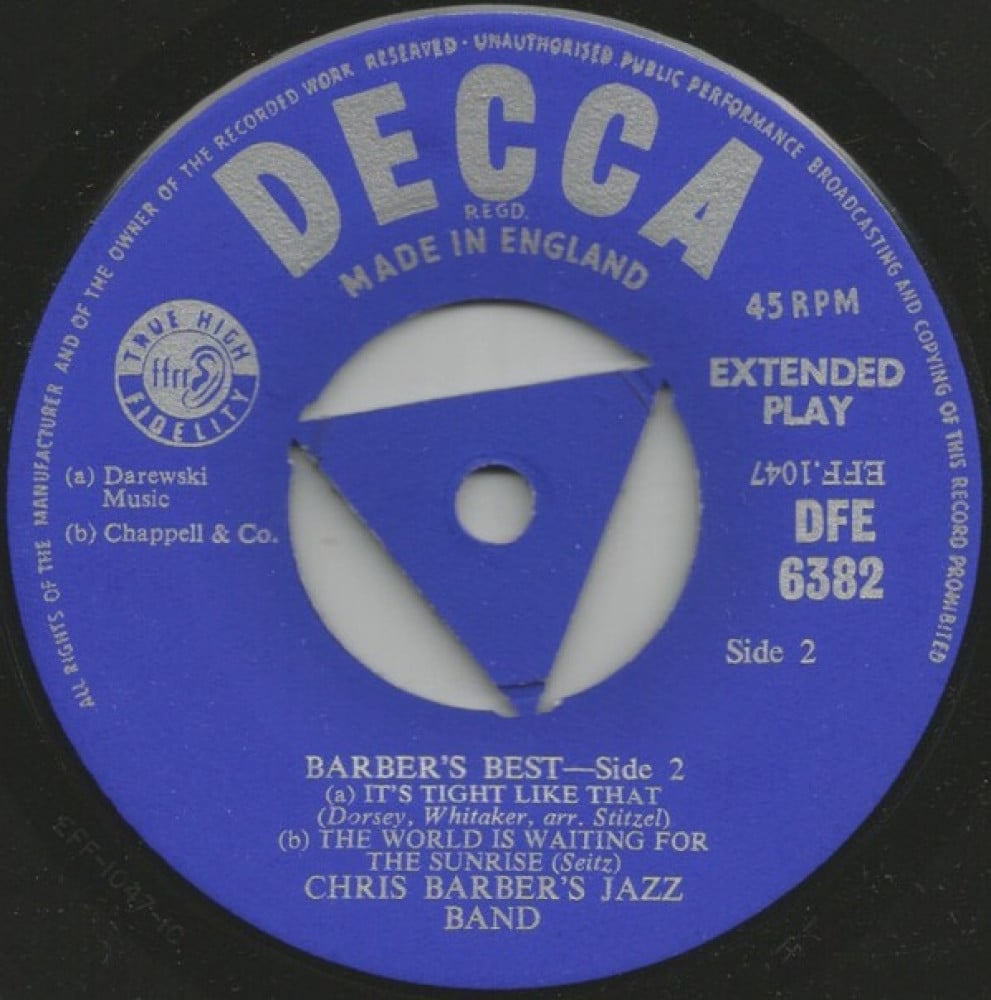 ALL RIGHTS OF THE MANUFACTURER AND OF THE OWNER OF THE RECORDED WORK RESERVED · UNAUTHORISED PUBLIC PERFORMANCE BROADCASTING AND COPYING OF THIS RECORD PROHIBITED
DECCA
REGD.
MADE IN ENGLAND
45 RPM
TRUE HIGH
ffrr
FIDELITY
EXTENDED
PLAY
(a) Darewski
Music
(b) Chappell & Co.
EFF.1047
DFE
6382
Side 2
BARBER'S BEST—Side 2
(a) IT'S TIGHT LIKE THAT
(Dorsey, Whitaker, arr. Stitzel)
(b) THE WORLD IS WAITING FOR
THE SUNRISE (Seitz)
CHRIS BARBER'S JAZZ
BAND
EFF-1047-1C